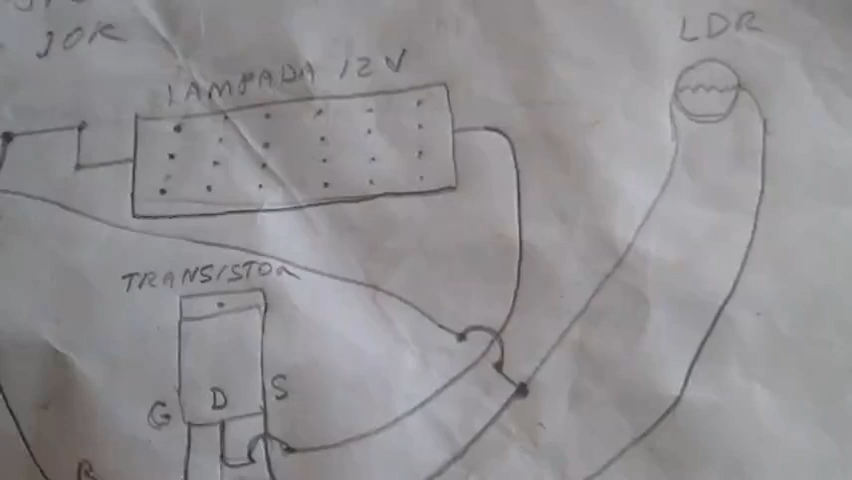 10K
LDR
LAMPADA 12V
TRANSISTOR
G D S